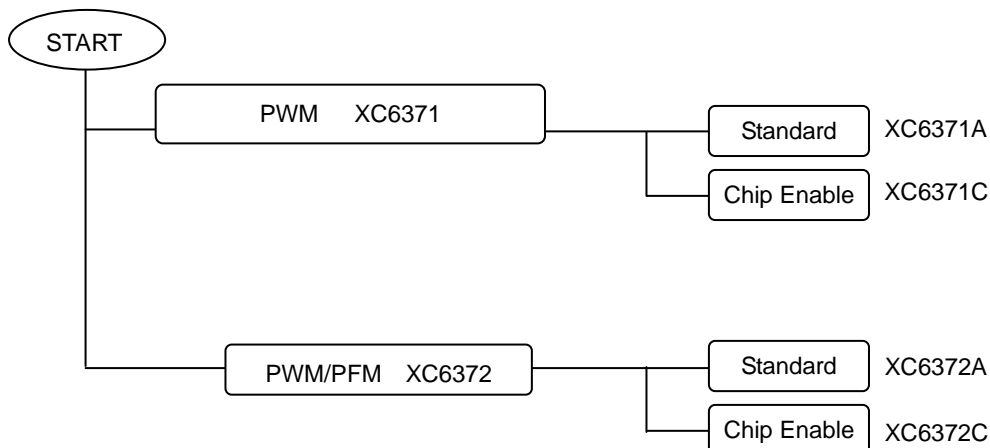 START
PWM XC6371
Standard XC6371A
Chip Enable XC6371C
PWM/PFM XC6372
Standard XC6372A
Chip Enable XC6372C